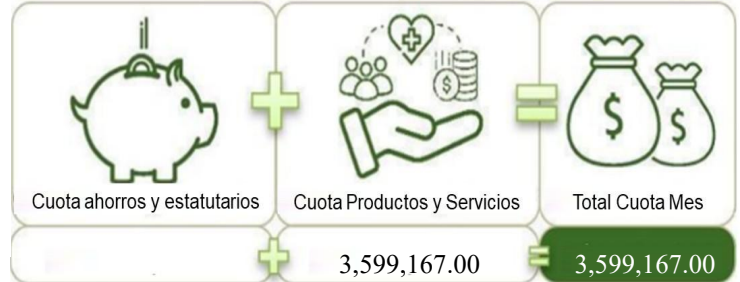 Cuota ahorros y estatutarios
Cuota Productos y Servicios
Total Cuota Mes
3,599,167.00
3,599,167.00